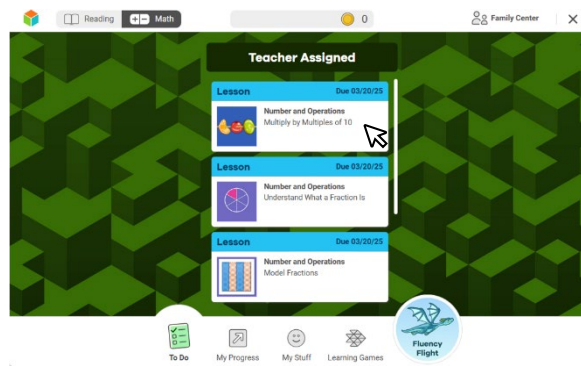 Reading
Math
0
Family Center
Teacher Assigned
Lesson Due 03/20/25
Number and Operations
Multiply by Multiples of 10
Lesson Due 03/20/25
Number and Operations
Understand What a Fraction Is
Lesson Due 03/20/25
Number and Operations
Model Fractions
To Do
My Progress
My Stuff
Learning Games
Fluency
Flight